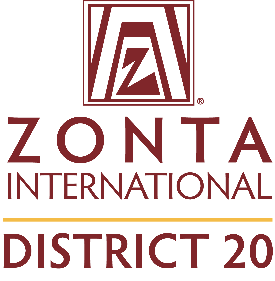 Z
®
ZONTA
INTERNATIONAL
DISTRICT 20